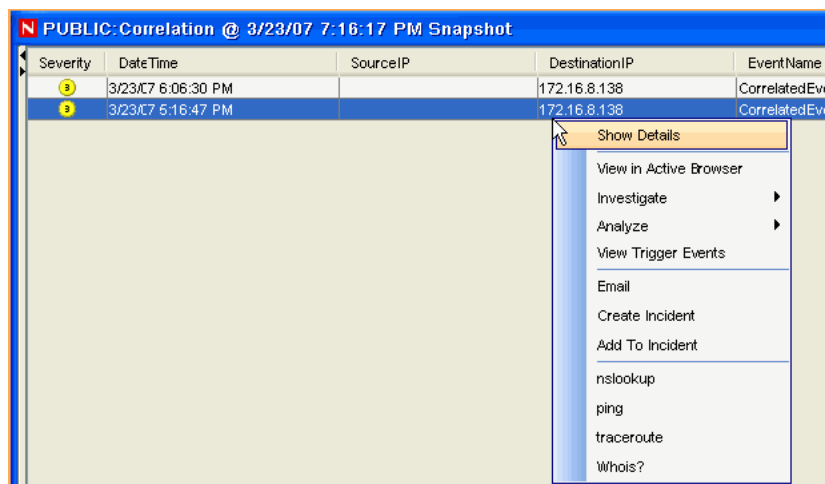 N PUBLIC:Correlation @ 3/23/07 7:16:17 PM Snapshot
Severity DateTime SourceIP DestinationIP EventName
3 3/23/07 6:06:30 PM 172.16.8.138 CorrelatedEve
3 3/23/07 5:16:47 PM 172.16.8.138 CorrelatedEve
Show Details
View in Active Browser
Investigate
Analyze
View Trigger Events
Email
Create Incident
Add To Incident
nslookup
ping
traceroute
Whois?